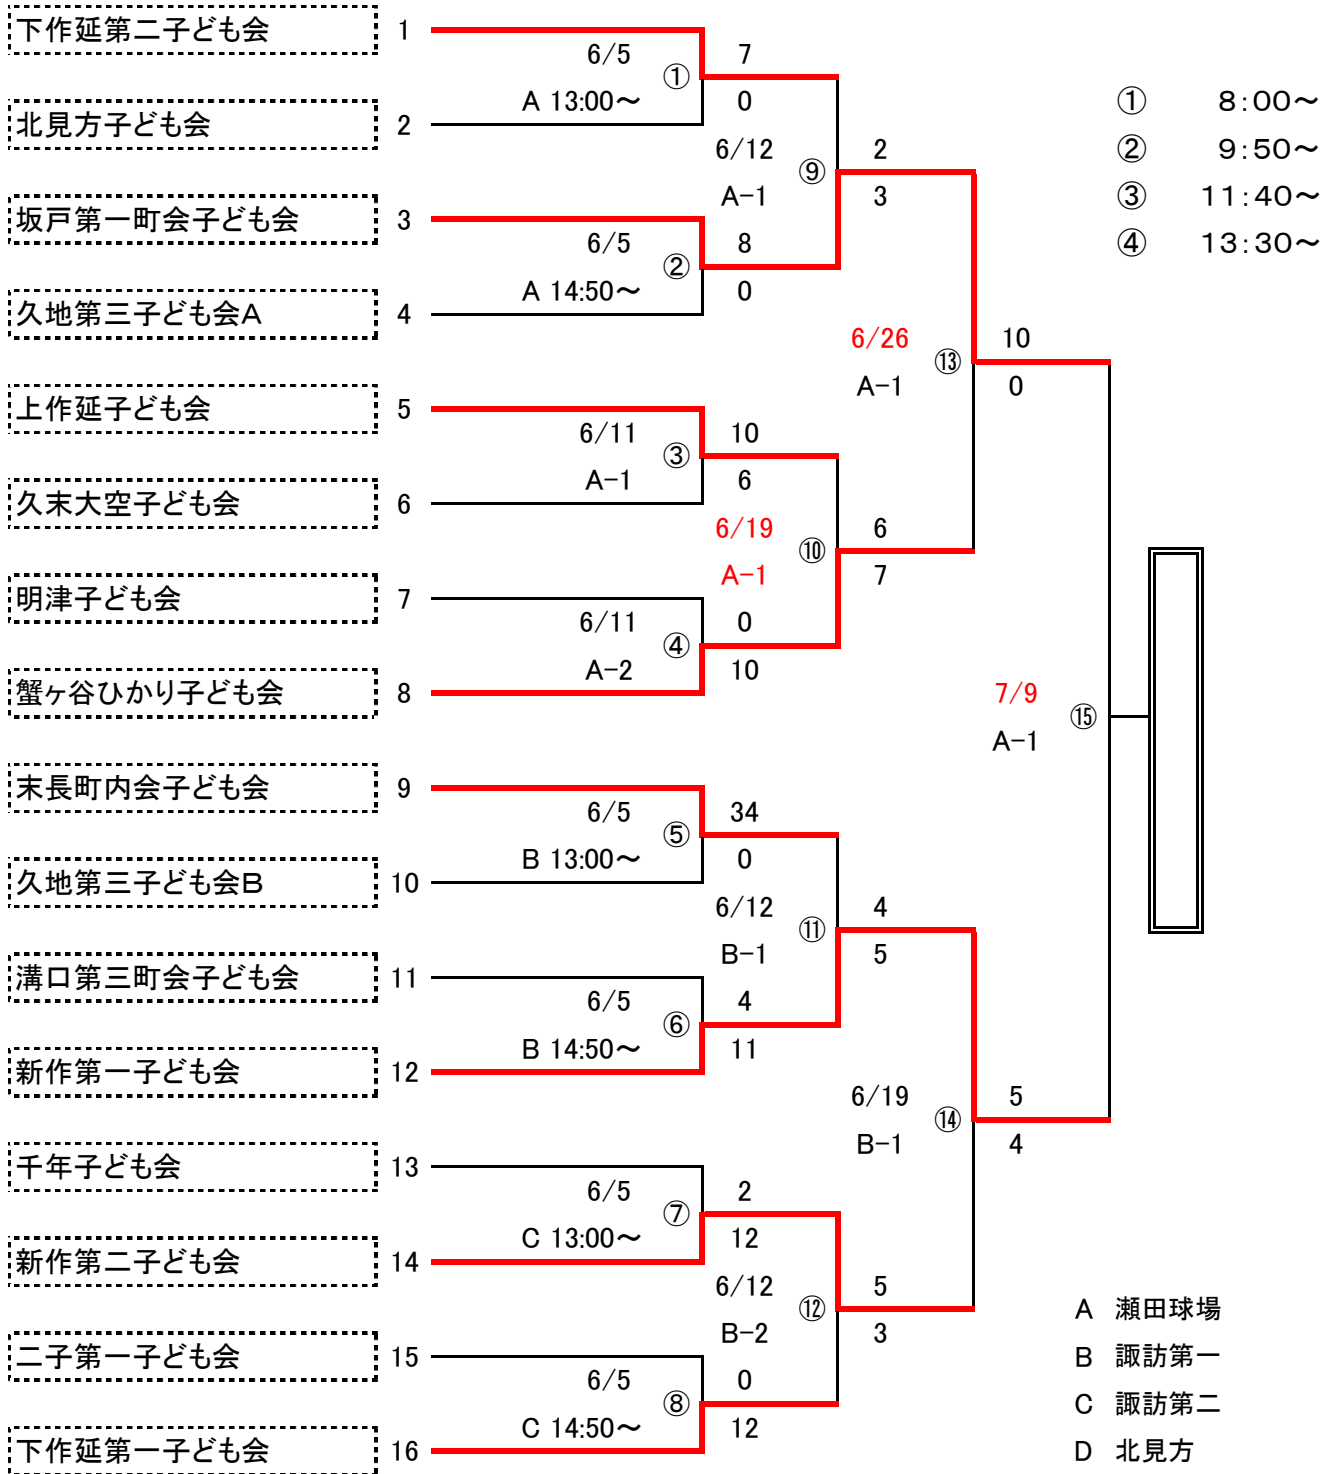 下作延第二子ども会 1
6/5 7
①
A 13:00～ 0 ① 8:00～
北見方子ども会 2
6/12 2 ② 9:50～
⑨
A-1 3 ③ 11:40～
坂戸第一町会子ども会 3
6/5 8 ④ 13:30～
②
A 14:50～ 0
久地第三子ども会A 4
6/26 10
⑬
A-1 0
上作延子ども会 5
6/11 10
③
A-1 6
久末大空子ども会 6
6/19 6
⑩
A-1 7
明津子ども会 7
6/11 0
④
A-2 10
蟹ヶ谷ひかり子ども会 8
7/9
⑮
A-1
末長町内会子ども会 9
6/5 34
⑤
B 13:00～ 0
久地第三子ども会B 10
6/12 4
⑪
B-1 5
溝口第三町会子ども会 11
6/5 4
⑥
B 14:50～ 11
新作第一子ども会 12
6/19 5
⑭
B-1 4
千年子ども会 13
6/5 2
⑦
C 13:00～ 12
新作第二子ども会 14
6/12 5
⑫ A 瀬田球場
B-2 3
二子第一子ども会 15 B 諏訪第一
6/5 0
⑧ C 諏訪第二
C 14:50～ 12
下作延第一子ども会 16 D 北見方